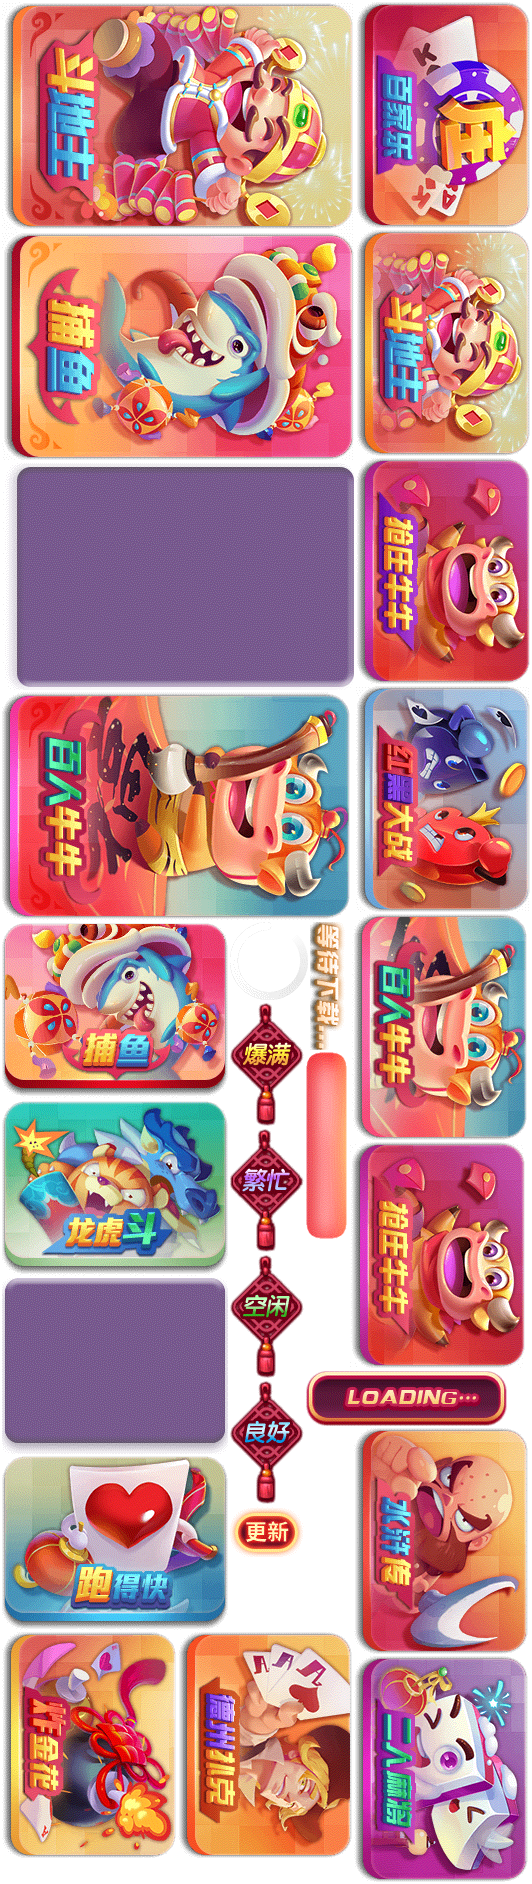 斗地主
百家乐
庄
捕鱼
斗地主
抢庄牛牛
百人牛牛
红黑大战
百人牛牛
捕鱼
等待下载...
爆满
龙虎斗
繁忙
抢庄牛牛
空闲
LOADING...
良好
更新
跑得快
水浒传
炸金花
德州扑克
二人麻将